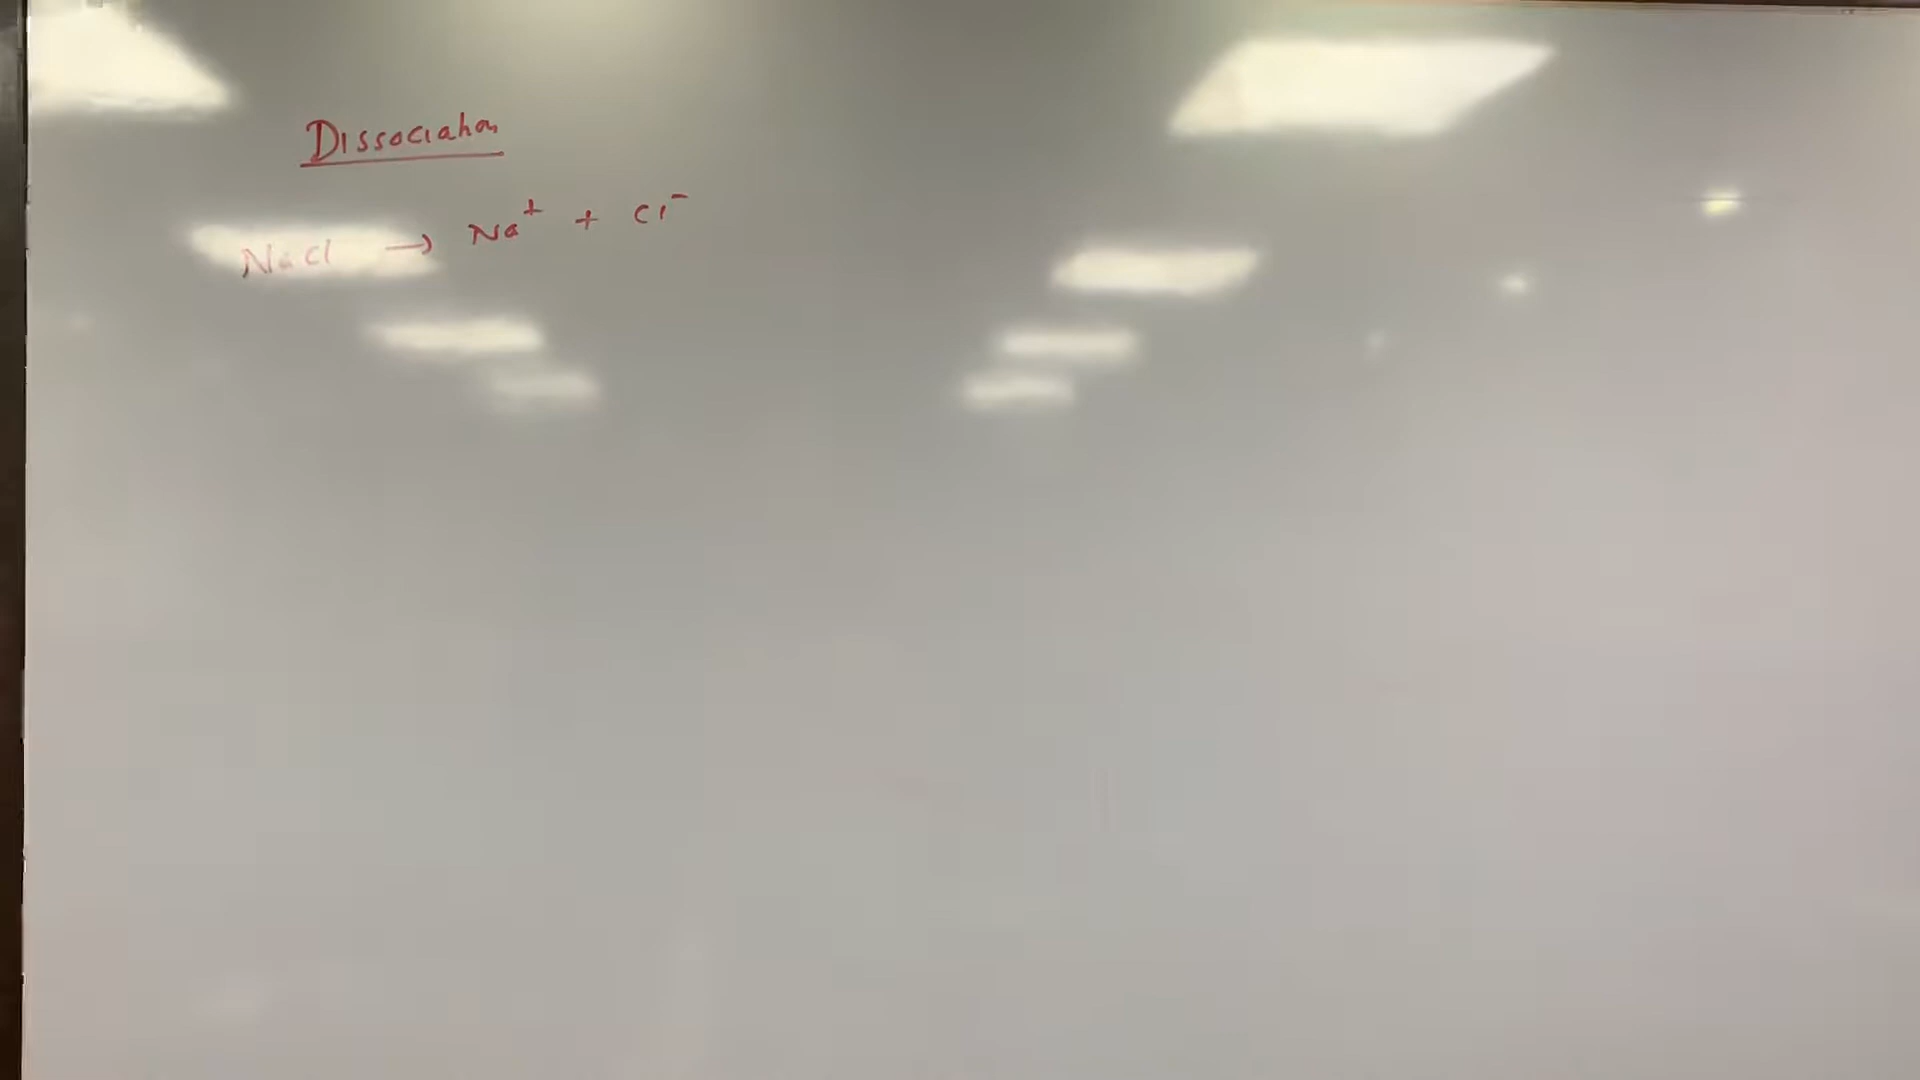 Dissociation
NaCl → Na⁺ + Cl⁻